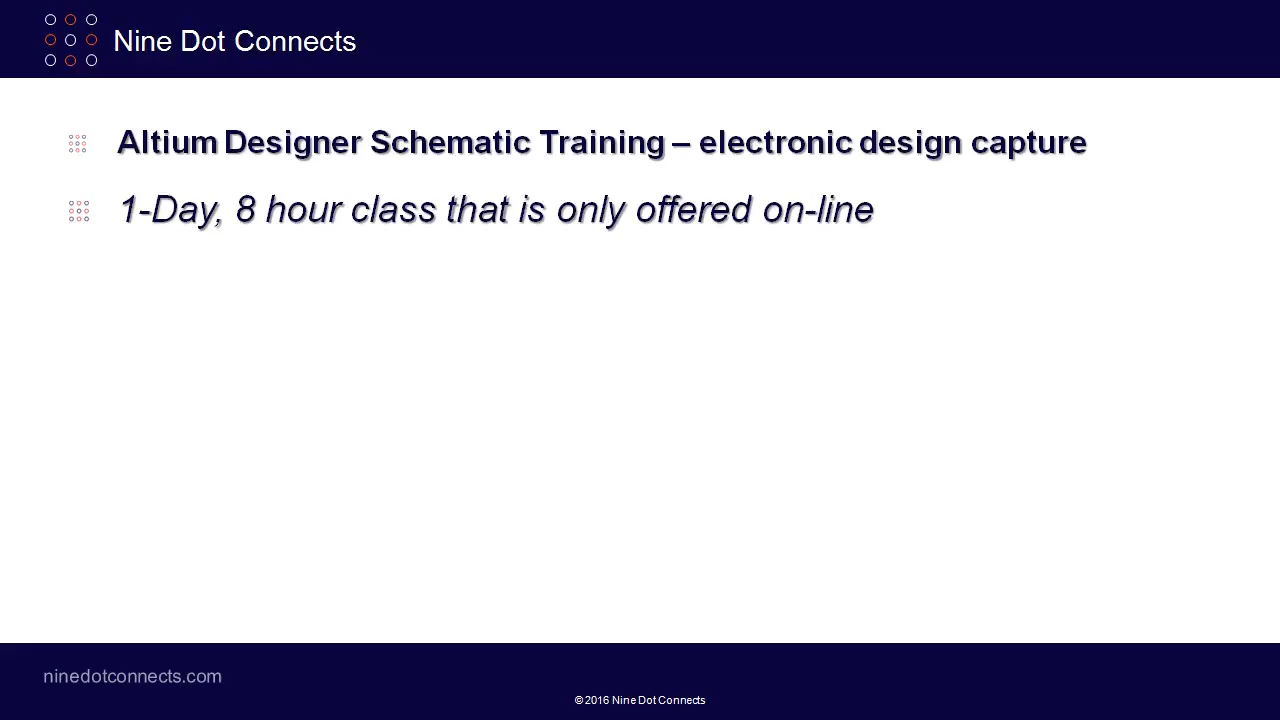 Nine Dot Connects
Altium Designer Schematic Training – electronic design capture
1-Day, 8 hour class that is only offered on-line
ninedotconnects.com
©2016 Nine Dot Connects